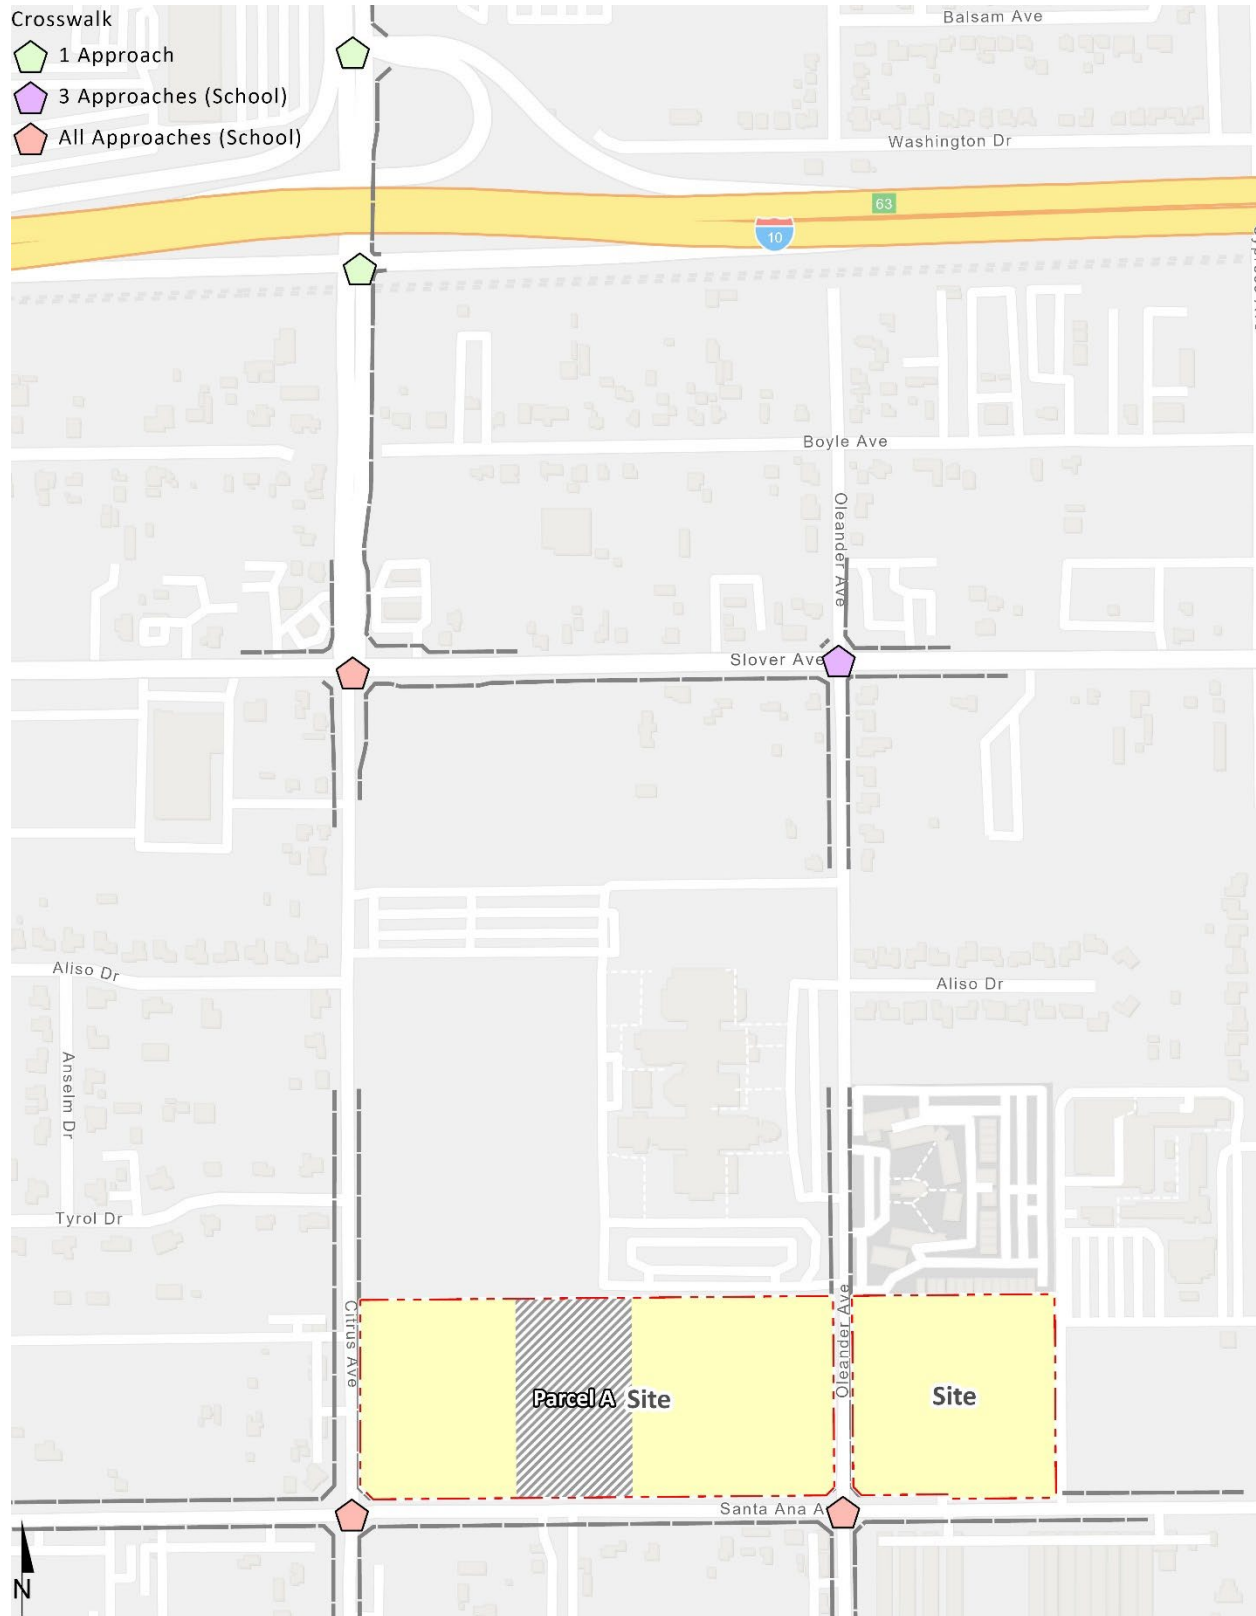 Crosswalk
1 Approach
3 Approaches (School)
All Approaches (School)
Balsam Ave
Washington Dr
63
10
Boyle Ave
Oleander Ave
Slover Ave
Aliso Dr
Aliso Dr
Anselm Dr
Tyrol Dr
Citrus Ave
Oleander Ave
Parcel A
Site
Site
Santa Ana A
N